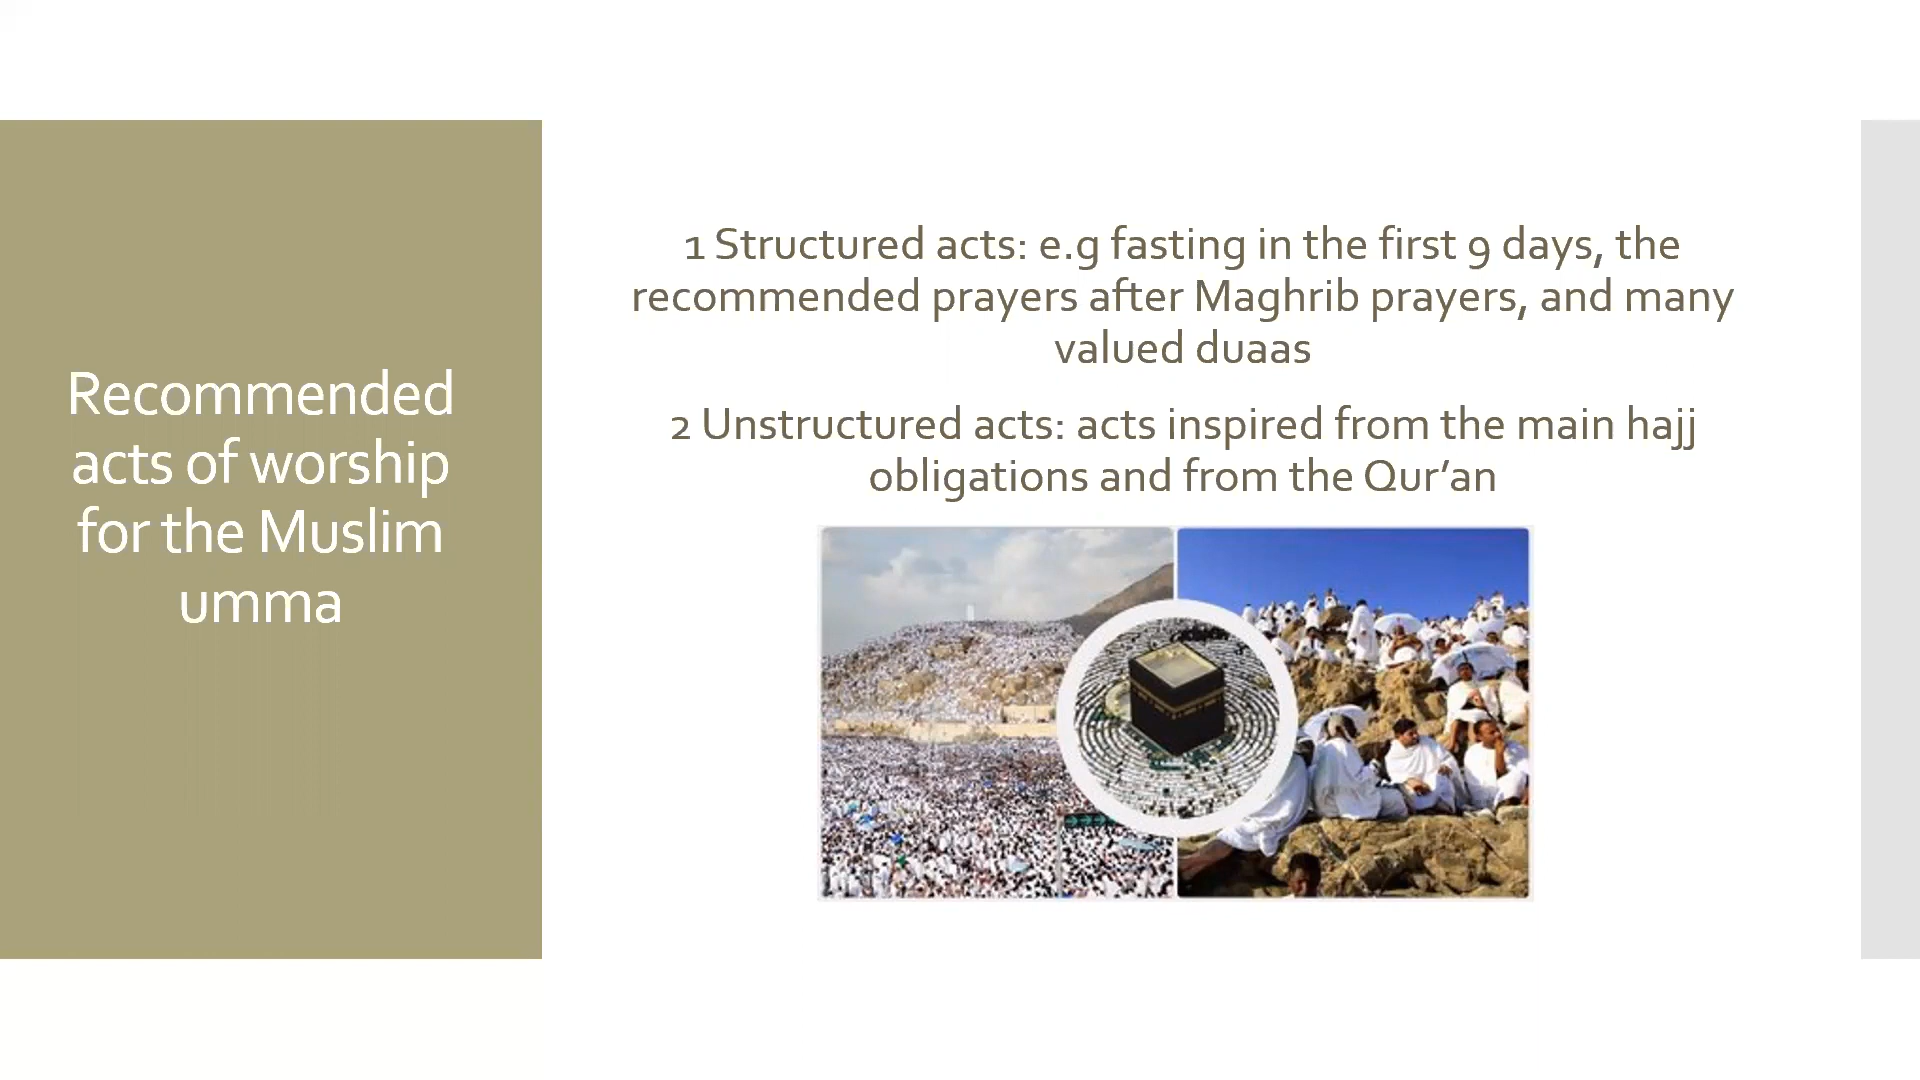 Recommended
acts of worship
for the Muslim
umma
1 Structured acts: e.g fasting in the first 9 days, the
recommended prayers after Maghrib prayers, and many
valued duaas
2 Unstructured acts: acts inspired from the main hajj
obligations and from the Qur’an